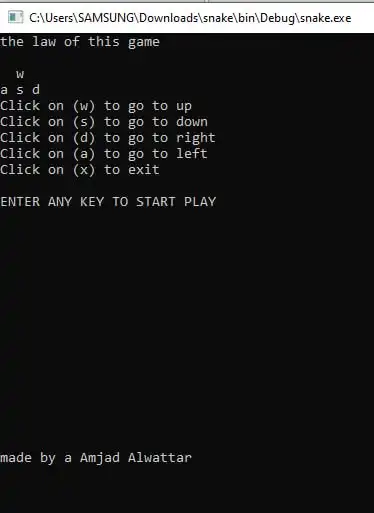 C:\Users\SAMSUNG\Downloads\snake\bin\Debug\snake.exe
the law of this game
w
a s d
Click on (w) to go to up
Click on (s) to go to down
Click on (d) to go to right
Click on (a) to go to left
Click on (x) to exit
ENTER ANY KEY TO START PLAY
made by a Amjad Alwattar